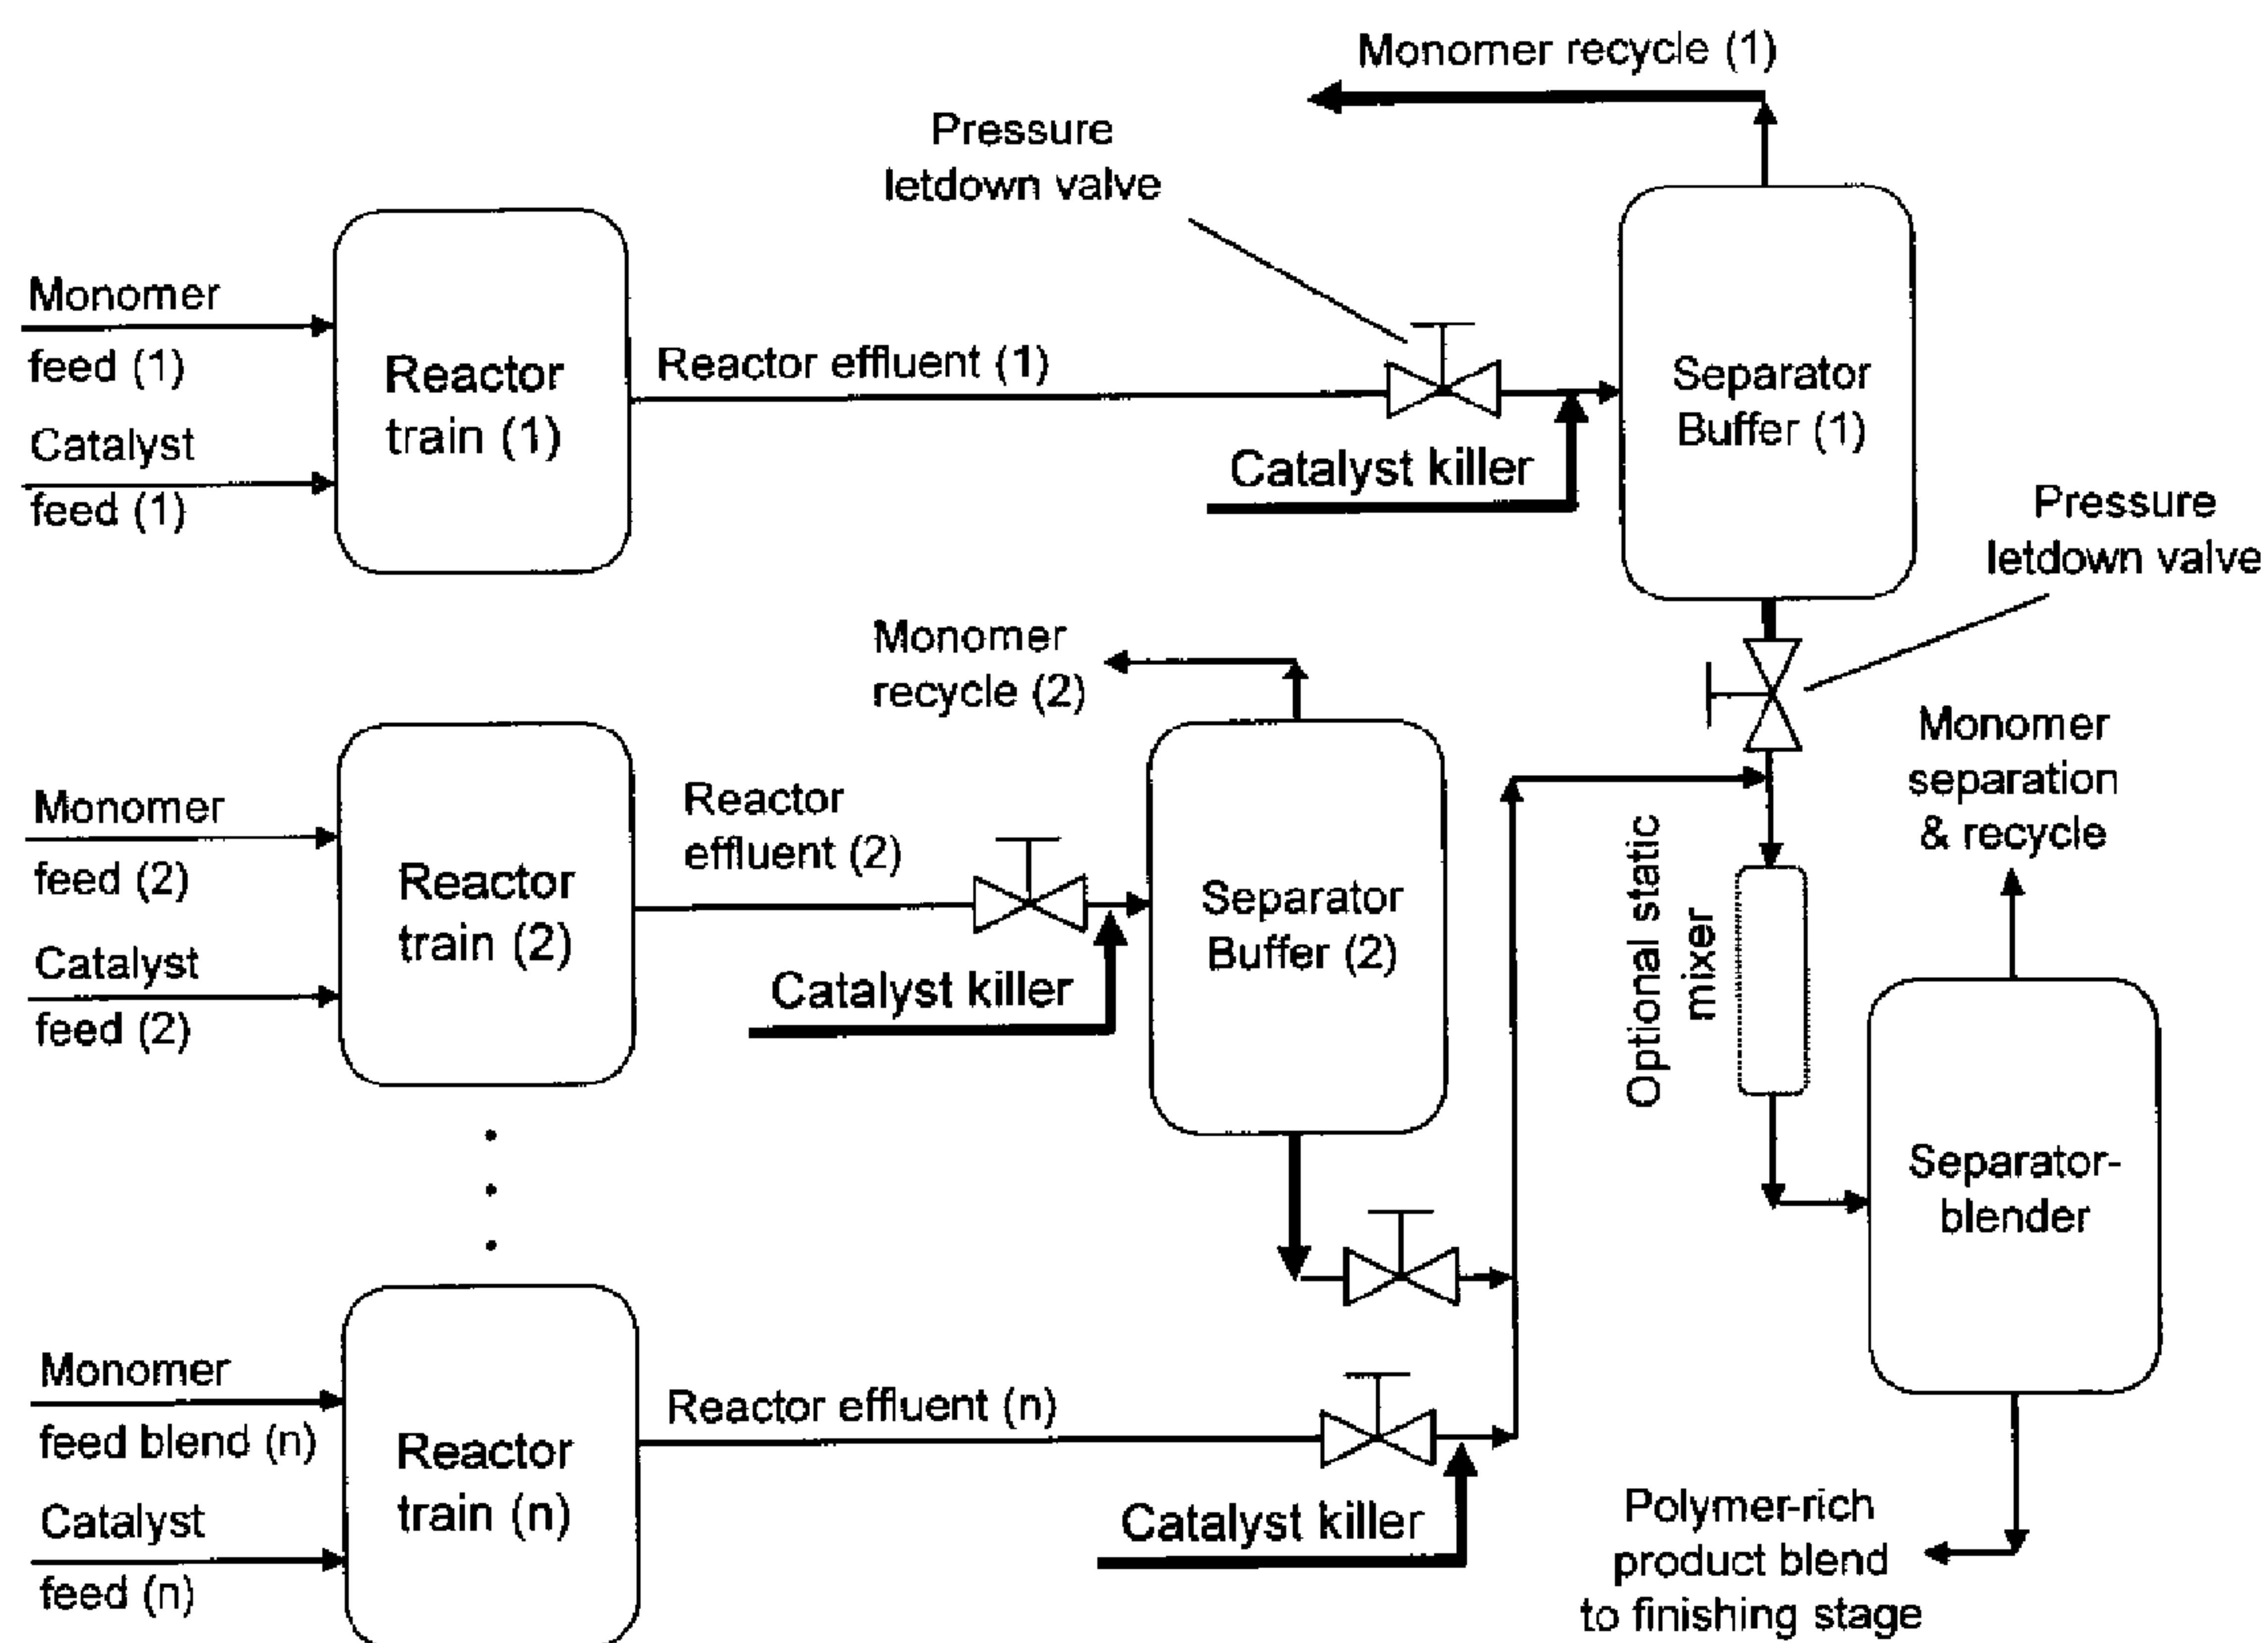 Monomer recycle (1)
Pressure
letdown valve
Monomer
feed (1)
Catalyst
feed (1)
Reactor
train (1)
Reactor effluent (1)
Catalyst killer
Separator
Buffer (1)
Pressure
letdown valve
Monomer
recycle (2)
Monomer
feed (2)
Catalyst
feed (2)
Reactor
train (2)
Reactor
effluent (2)
Catalyst killer
Separator
Buffer (2)
Optional static
mixer
Monomer
separation
& recycle
Separator-
blender
Monomer
feed blend (n)
Catalyst
feed (n)
Reactor
train (n)
Reactor effluent (n)
Catalyst killer
Polymer-rich
product blend
to finishing stage